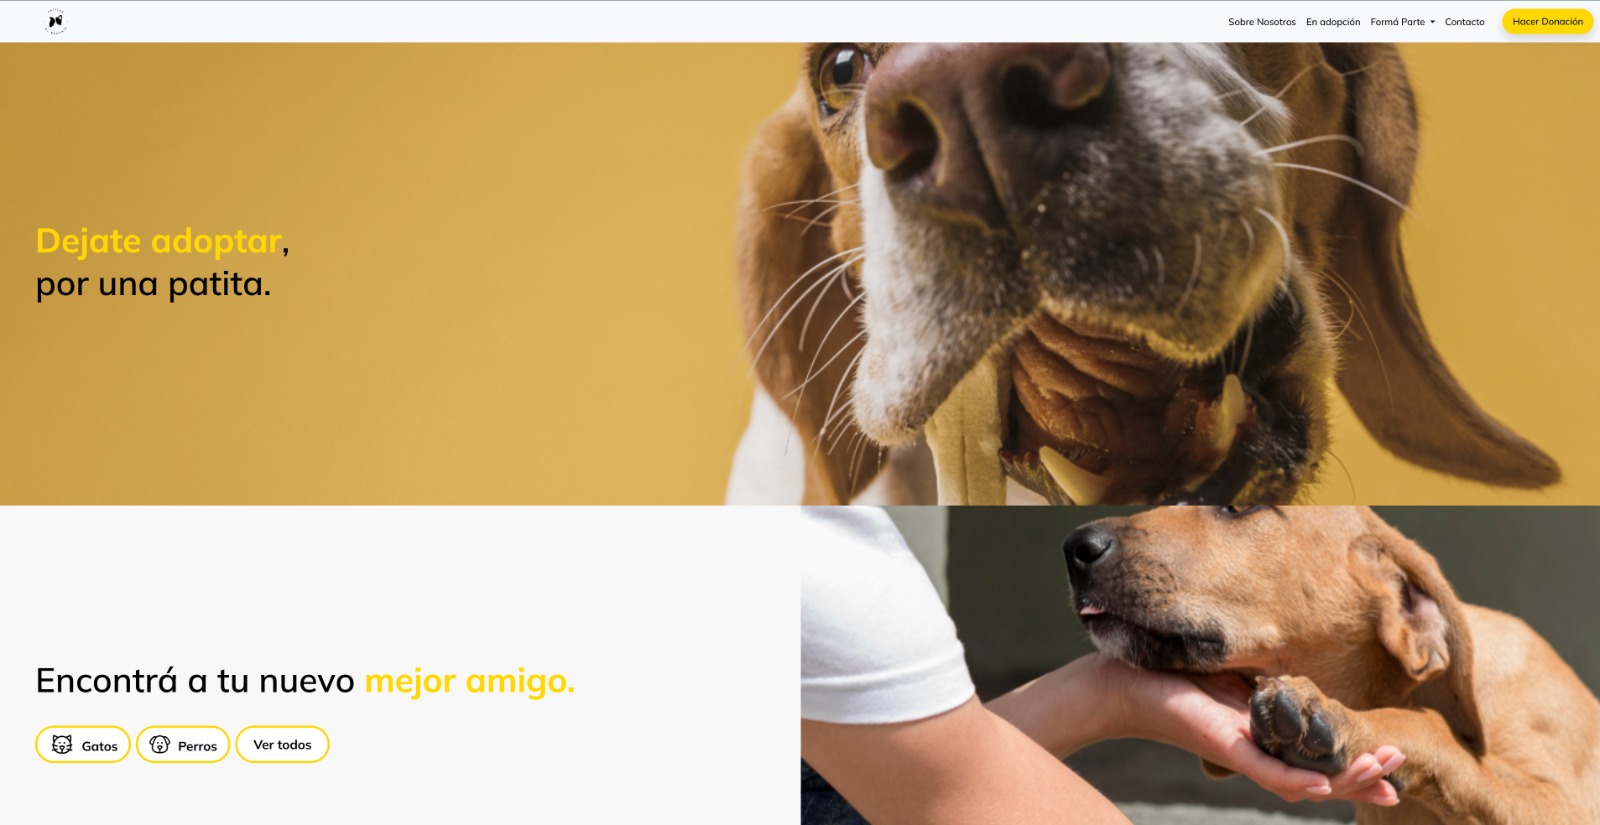 Sobre Nosotros
En adopción
Formá Parte
Contacto
Hacer Donación
Dejate adoptar,
por una patita.
Encontrá a tu nuevo mejor amigo.
Gatos
Perros
Ver todos